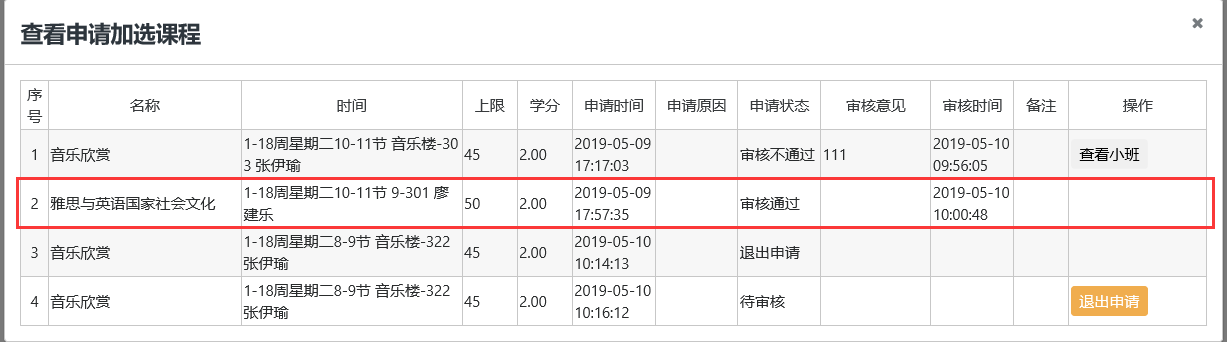 查看申请加选课程
×
序号 名称 时间 上限 学分 申请时间 申请原因 申请状态 审核意见 审核时间 备注 操作
1 音乐欣赏 1-18周星期二10-11节 音乐楼-303 张伊瑜 45 2.00 2019-05-09 17:17:03 审核不通过 111 2019-05-10 09:56:05 查看小班
2 雅思与英语国家社会文化 1-18周星期二10-11节 9-301 廖建乐 50 2.00 2019-05-09 17:57:35 审核通过 2019-05-10 10:00:48
3 音乐欣赏 1-18周星期二8-9节 音乐楼-322 张伊瑜 45 2.00 2019-05-10 10:14:13 退出申请
4 音乐欣赏 1-18周星期二8-9节 音乐楼-322 张伊瑜 45 2.00 2019-05-10 10:16:12 待审核 退出申请